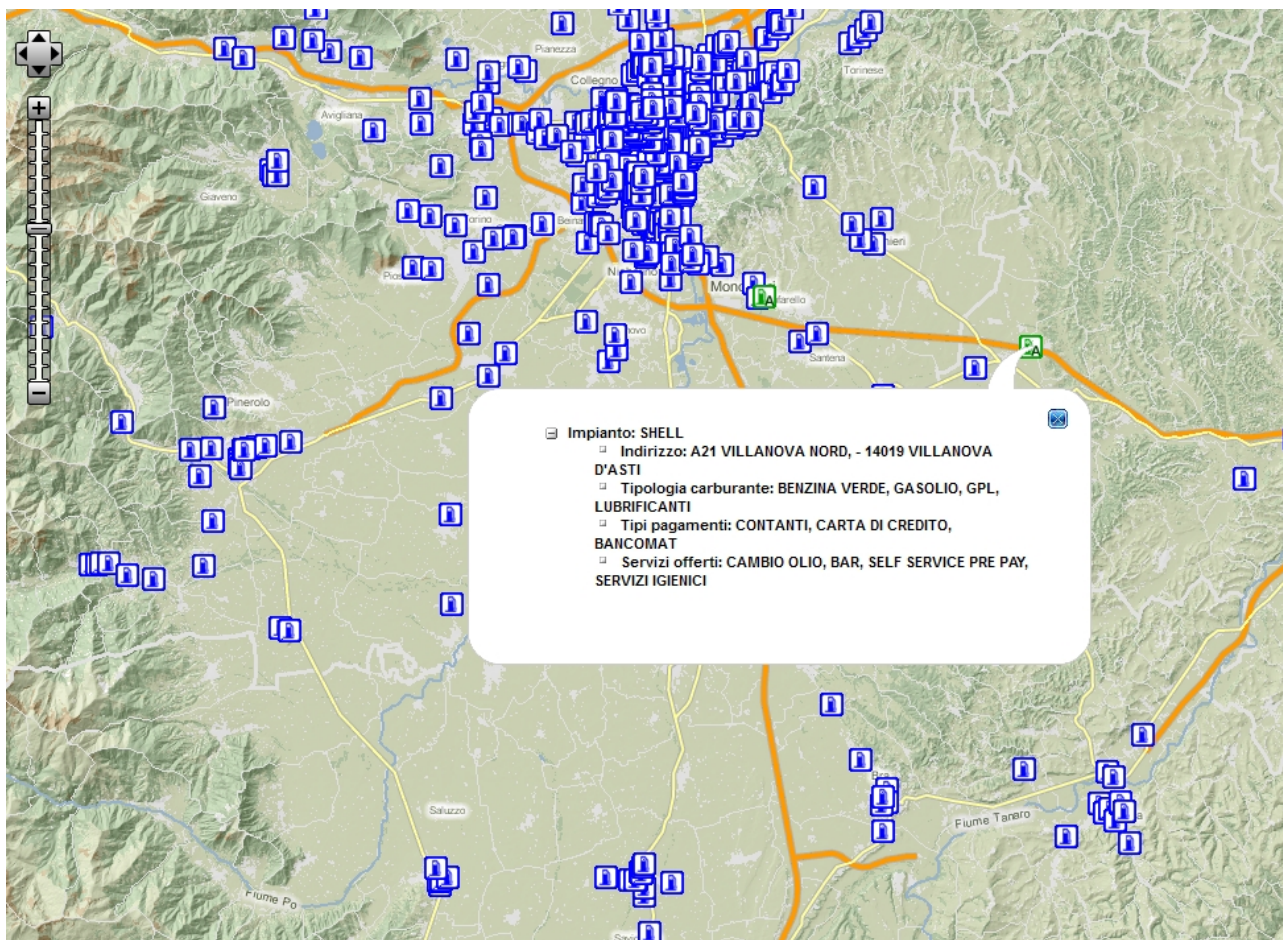 Pianezza
Collegno
Torinese
Avigliana
Giaveno
Santena
Pinerolo
Impianto: SHELL
Indirizzo: A21 VILLANOVA NORD, - 14019 VILLANOVA
D'ASTI
Tipologia carburante: BENZINA VERDE, GASOLIO, GPL,
LUBRIFICANTI
Tipi pagamenti: CONTANTI, CARTA DI CREDITO,
BANCOMAT
Servizi offerti: CAMBIO OLIO, BAR, SELF SERVICE PRE PAY,
SERVIZI IGIENICI
Bra
Saluzzo
Fiume Tanaro
Fiume Po